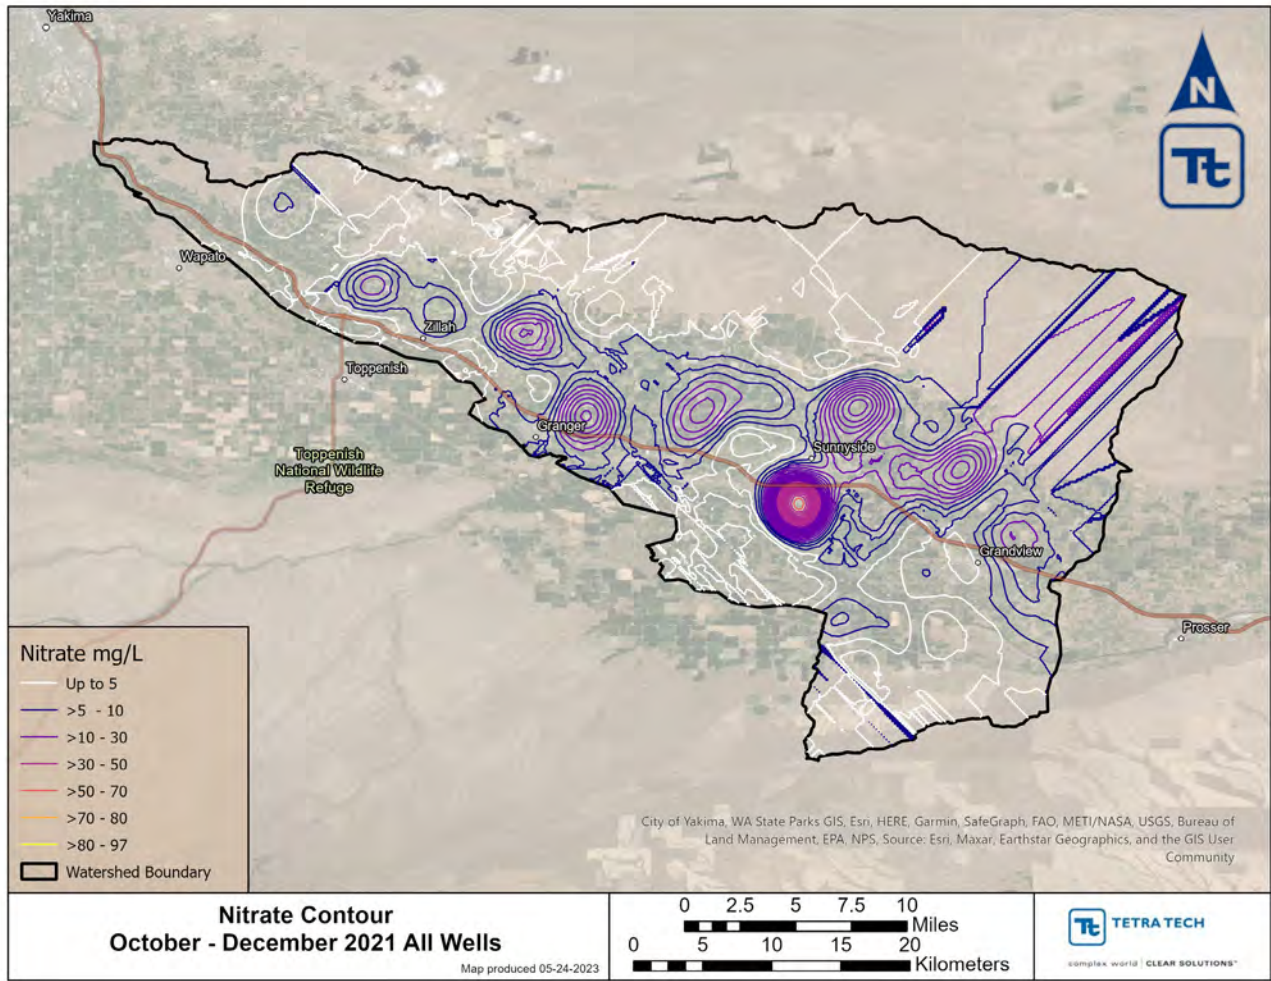 Yakima
N
Tt
Wapato
Zillah
Toppenish
Granger
Sunnyside
Toppenish
National Wildlife
Refuge
Grandview
Prosser
Nitrate mg/L
Up to 5
>5 - 10
>10 - 30
>30 - 50
>50 - 70
>70 - 80
>80 - 97
Watershed Boundary
City of Yakima, WA State Parks GIS, Esri, HERE, Garmin, SafeGraph, FAO, METI/NASA, USGS, Bureau of
Land Management, EPA, NPS, Source: Esri, Maxar, Earthstar Geographics, and the GIS User
Community
Nitrate Contour
October - December 2021 All Wells
Map produced 05-24-2023
0 2.5 5 7.5 10
Miles
0 5 10 15 20
Kilometers
Tt TETRA TECH
complex world | CLEAR SOLUTIONS™